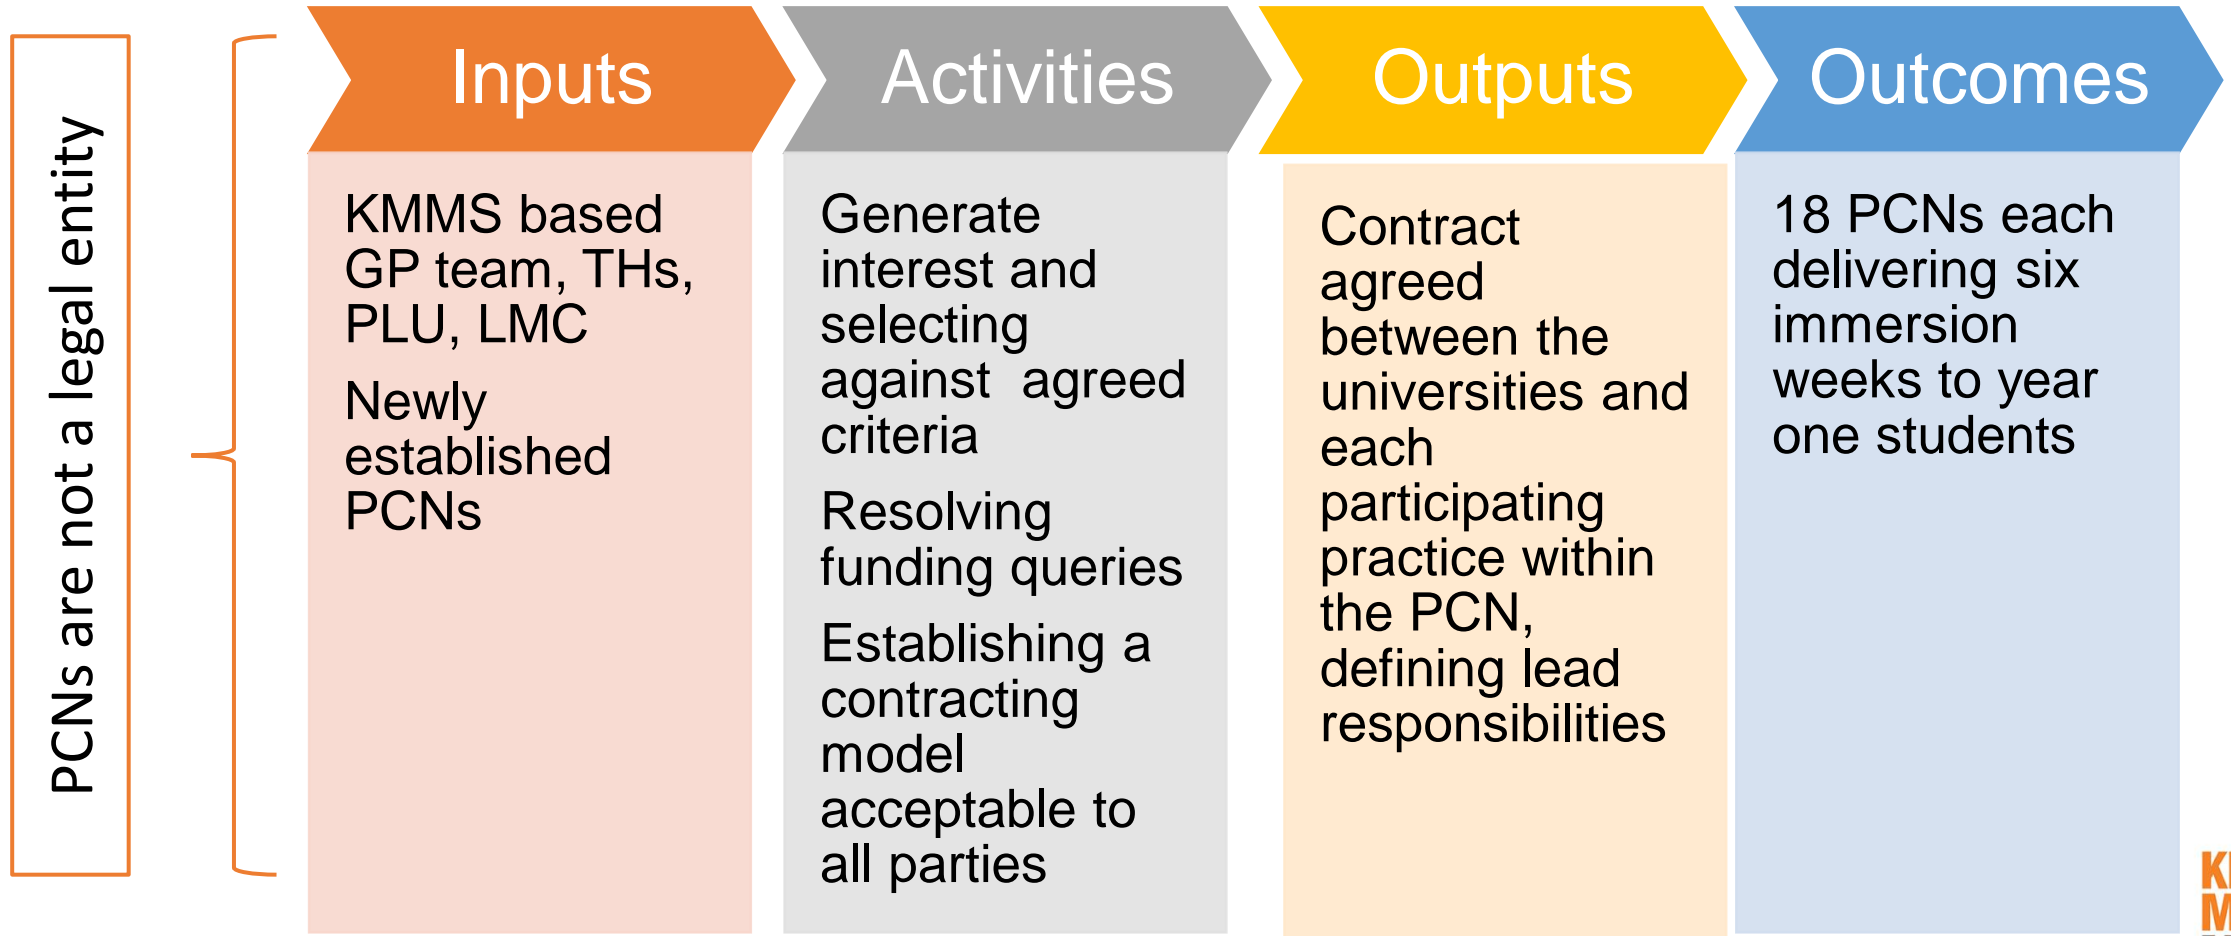 PCNs are not a legal entity
Inputs
KMMS based
GP team, THs,
PLU, LMC
Newly
established
PCNs
Activities
Generate
interest and
selecting
against  agreed
criteria
Resolving
funding queries
Establishing a
contracting
model
acceptable to
all parties
Outputs
Contract
agreed
between the
universities and
each
participating
practice within
the PCN,
defining lead
responsibilities
Outcomes
18 PCNs each
delivering six
immersion
weeks to year
one students
K
M